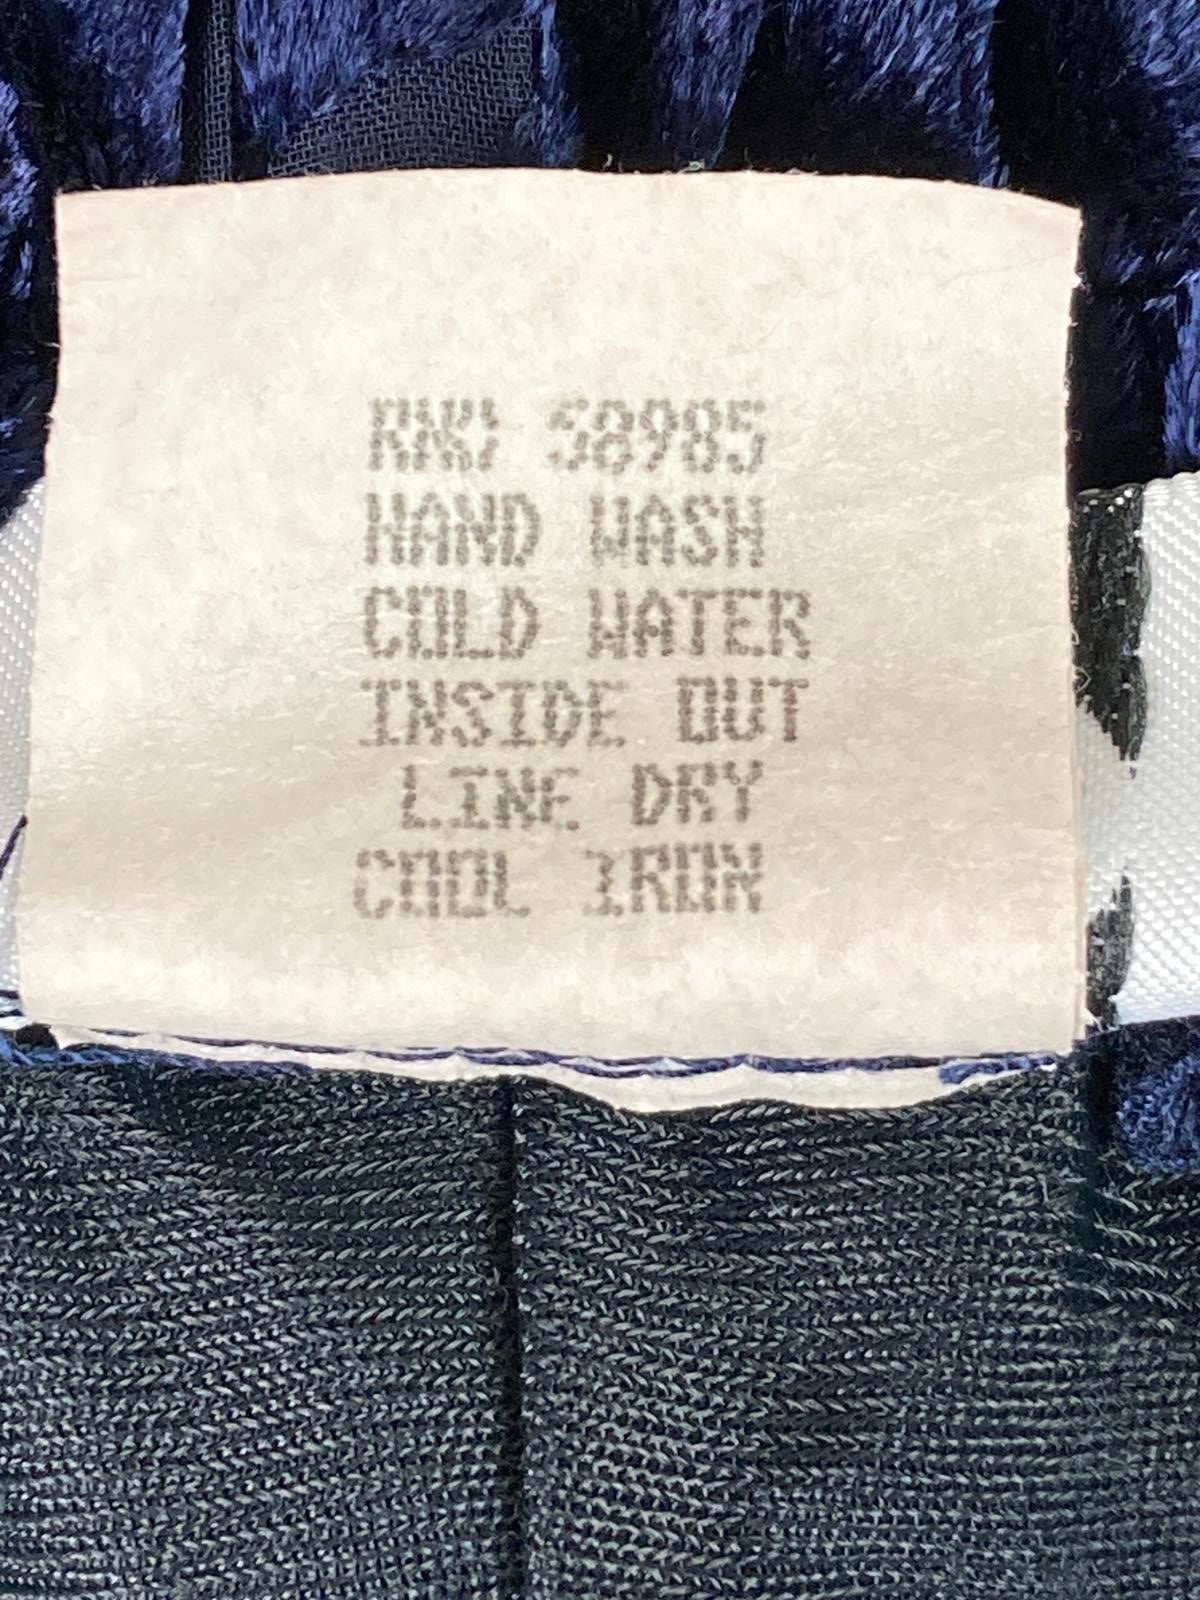 RN# 58985
HAND WASH
COLD WATER
INSIDE OUT
LINE DRY
COOL IRON